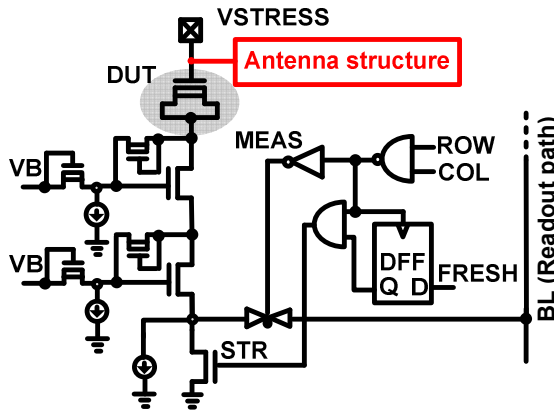 VSTRESS
Antenna structure
DUT
MEAS
ROW
COL
VB
DFF
Q D
FRESH
VB
STR
BL (Readout path)